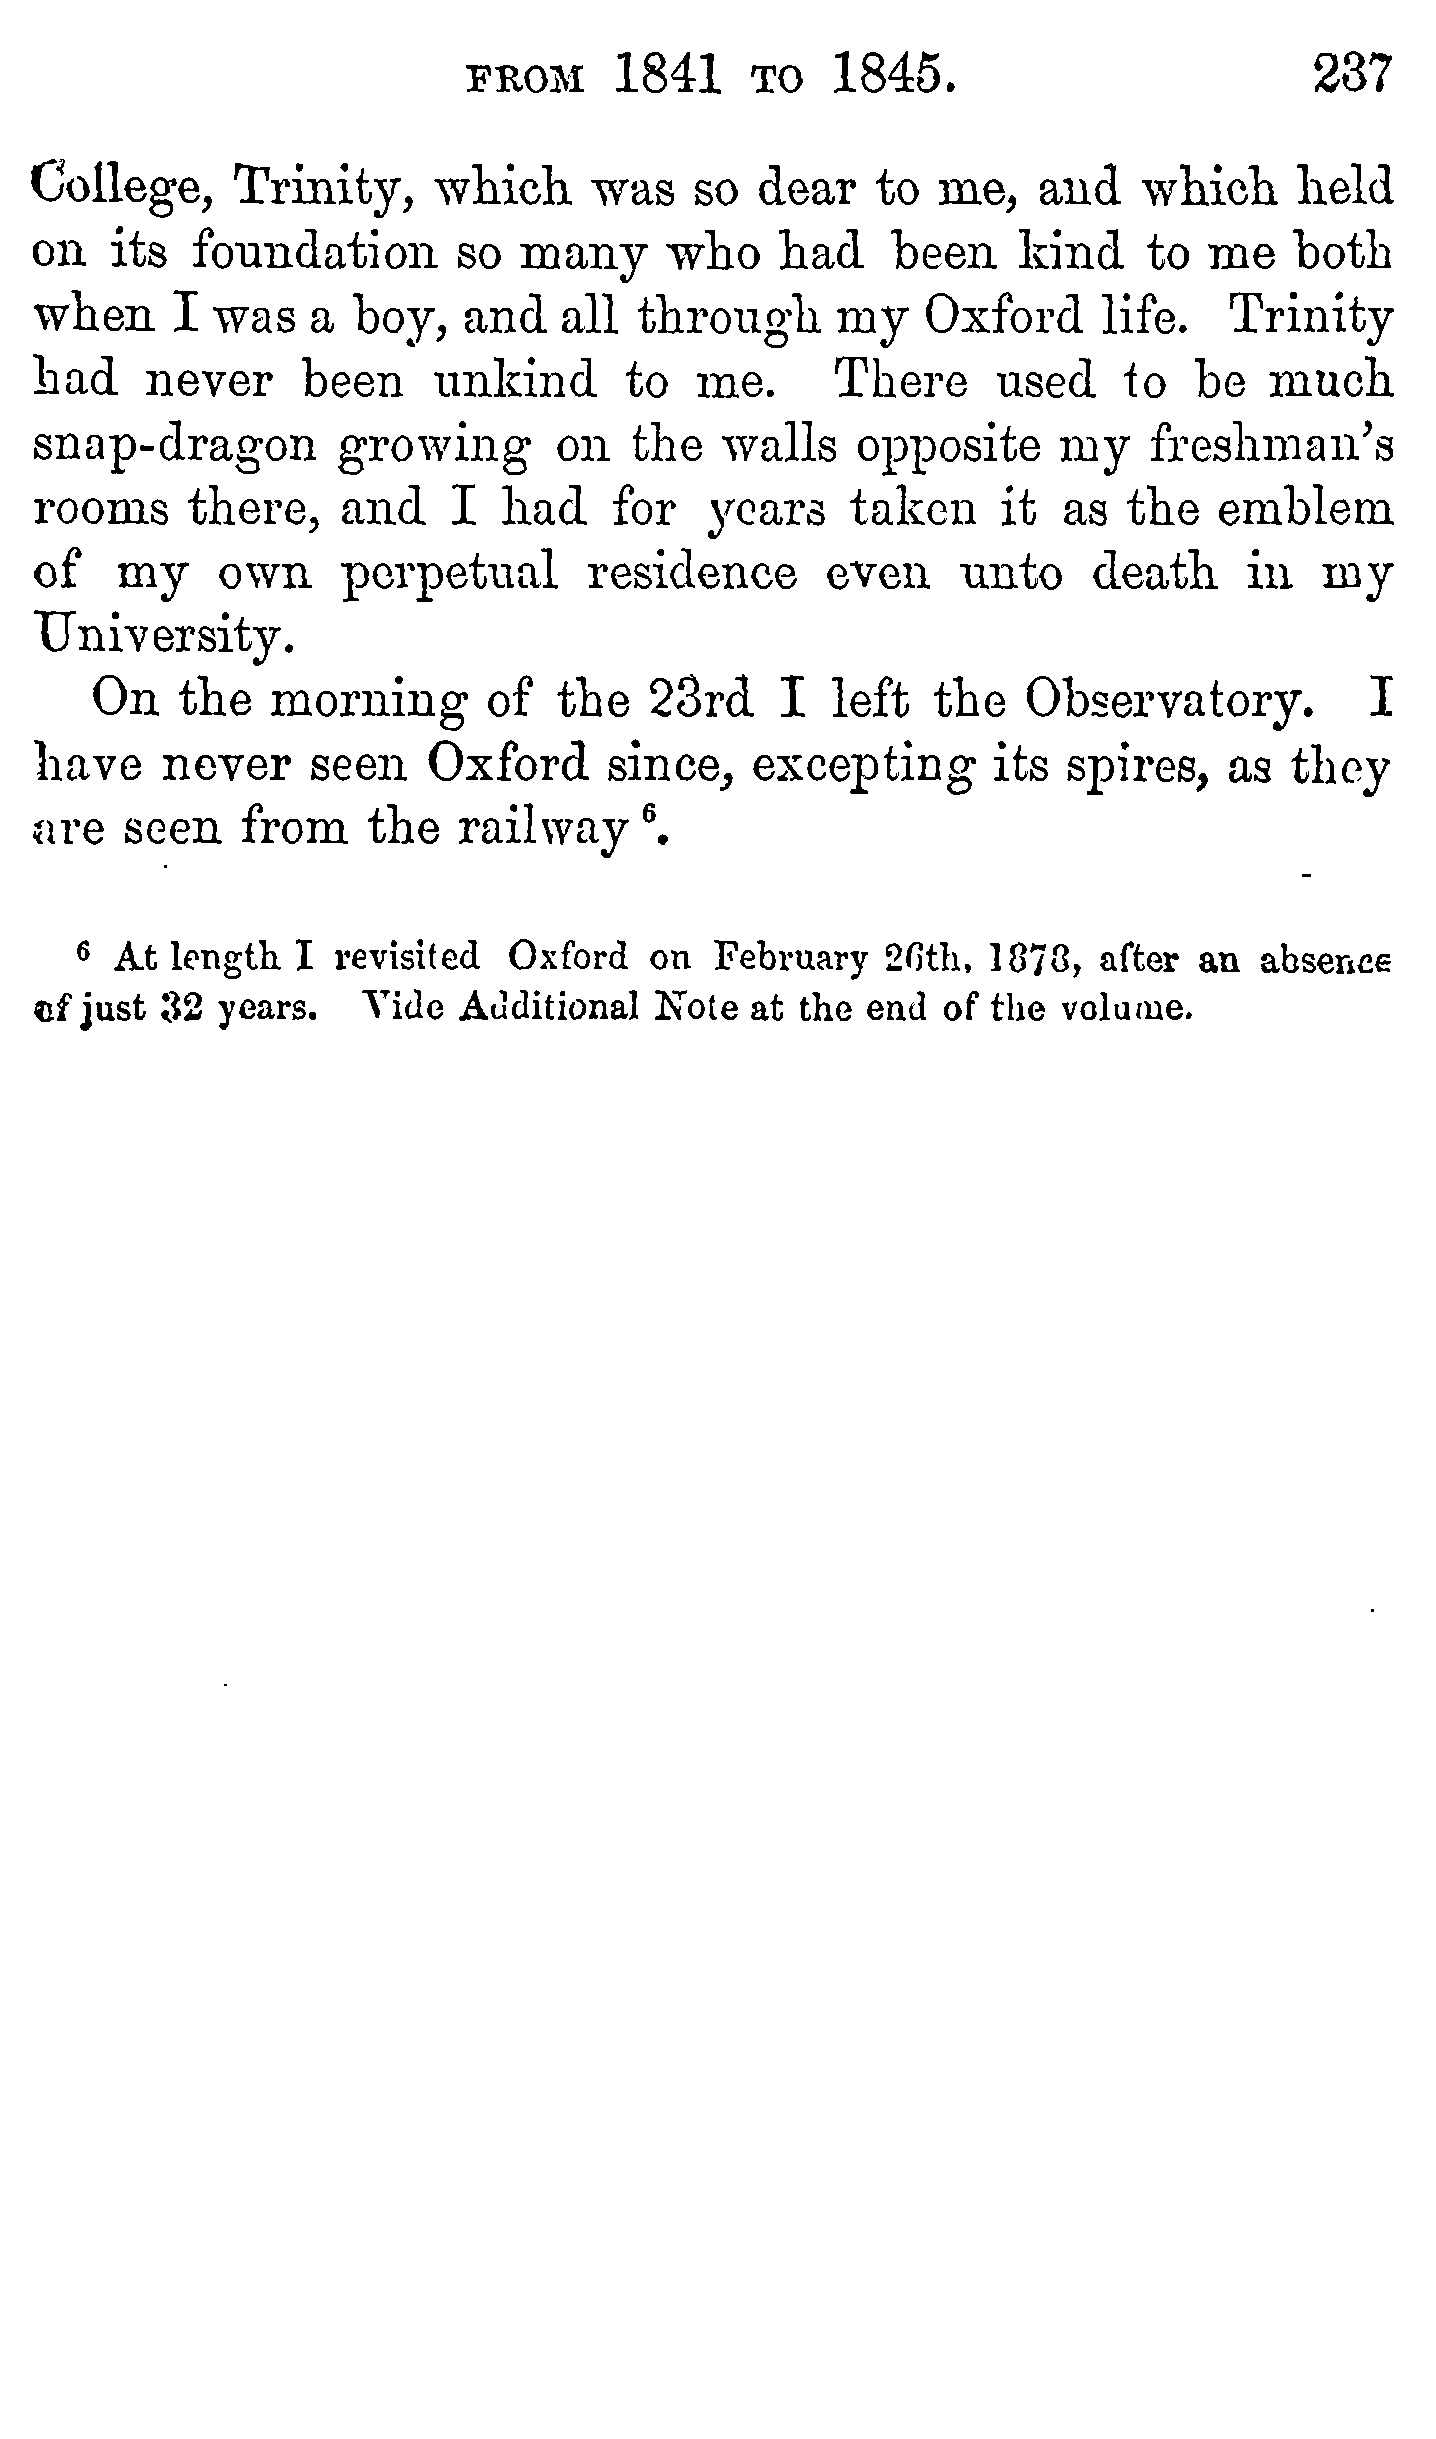 FROM 1841 TO 1845. 237
College, Trinity, which was so dear to me, and which held
on its foundation so many who had been kind to me both
when I was a boy, and all through my Oxford life. Trinity
had never been unkind to me. There used to be much
snap-dragon growing on the walls opposite my freshman's
rooms there, and I had for years taken it as the emblem
of my own perpetual residence even unto death in my
University.
On the morning of the 23rd I left the Observatory. I
have never seen Oxford since, excepting its spires, as they
are seen from the railway ⁶.
⁶ At length I revisited Oxford on February 26th, 1878, after an absence
of just 32 years. Vide Additional Note at the end of the volume.